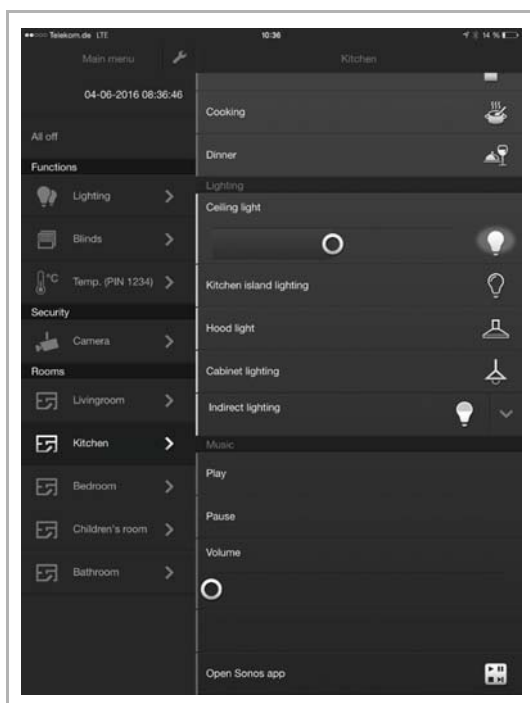 Telekom.de LTE 10:36 14 %
Main menu
Kitchen
04-06-2016 08:36:46
All off
Functions
Lighting
Blinds
°C Temp. (PIN 1234)
Security
Camera
Rooms
Livingroom
Kitchen
Bedroom
Children's room
Bathroom
Cooking
Dinner
Lighting
Ceiling light
Kitchen island lighting
Hood light
Cabinet lighting
Indirect lighting
Music
Play
Pause
Volume
Open Sonos app